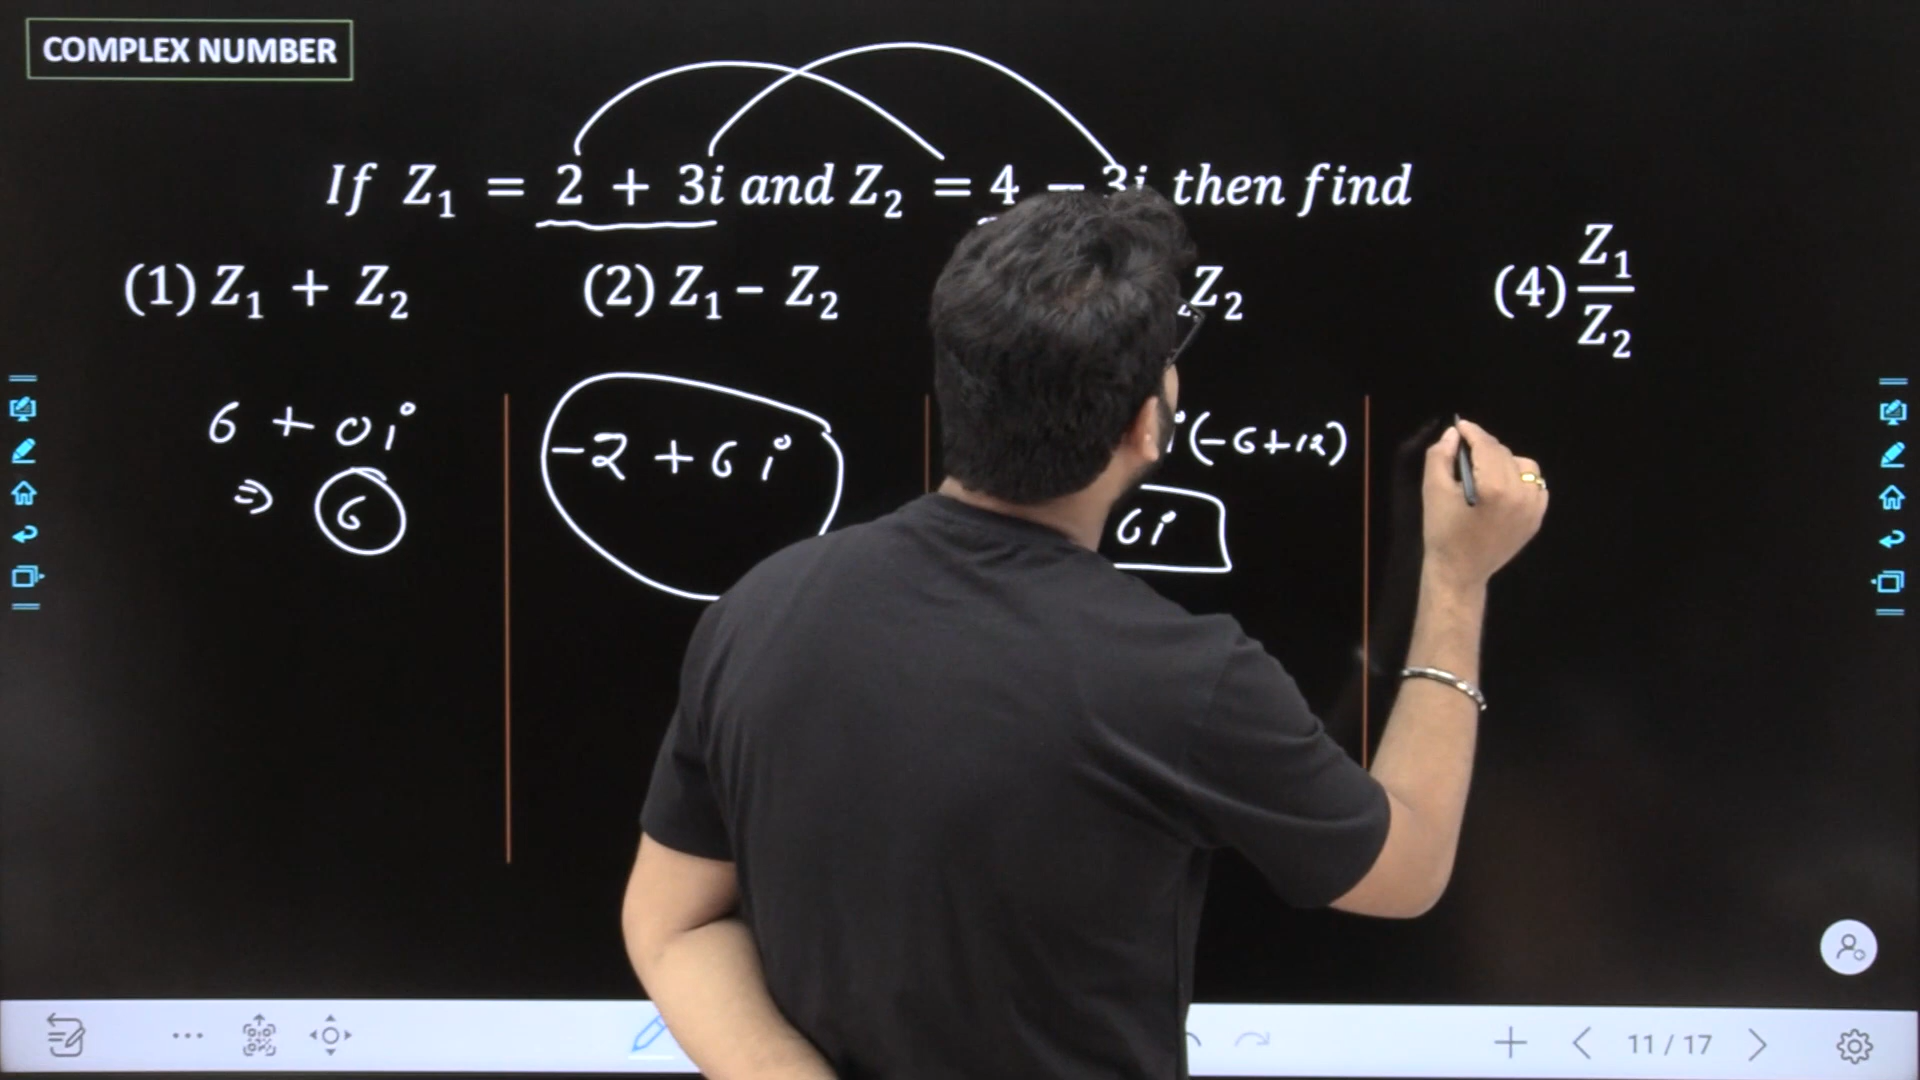 COMPLEX NUMBER
If Z₁ = 2 + 3i and Z₂ = 4 − 3i then find
(1) Z₁ + Z₂ (2) Z₁ − Z₂ Z₂ (4) Z₁/Z₂
6 + 0i
⇒ 6
−2 + 6i
i(−6+12)
6i
11 / 17